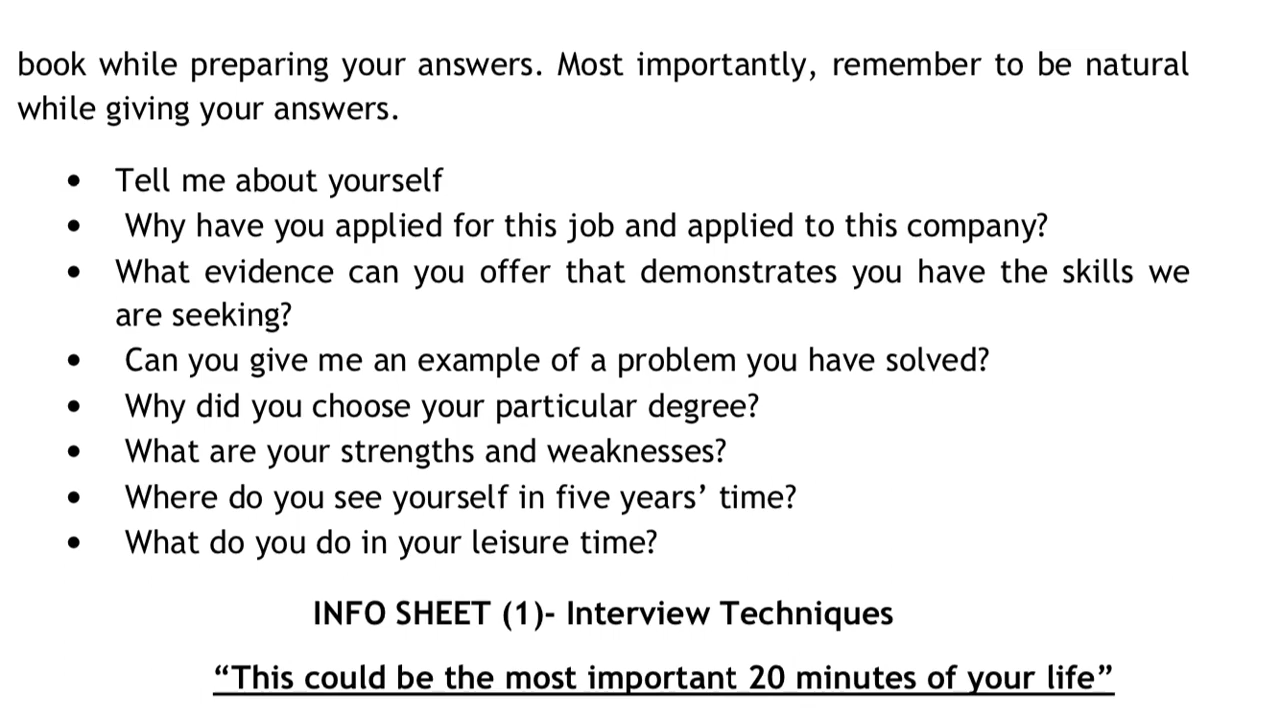 book while preparing your answers. Most importantly, remember to be natural
while giving your answers.
• Tell me about yourself
• Why have you applied for this job and applied to this company?
• What evidence can you offer that demonstrates you have the skills we
are seeking?
• Can you give me an example of a problem you have solved?
• Why did you choose your particular degree?
• What are your strengths and weaknesses?
• Where do you see yourself in five years’ time?
• What do you do in your leisure time?
INFO SHEET (1)- Interview Techniques
“This could be the most important 20 minutes of your life”